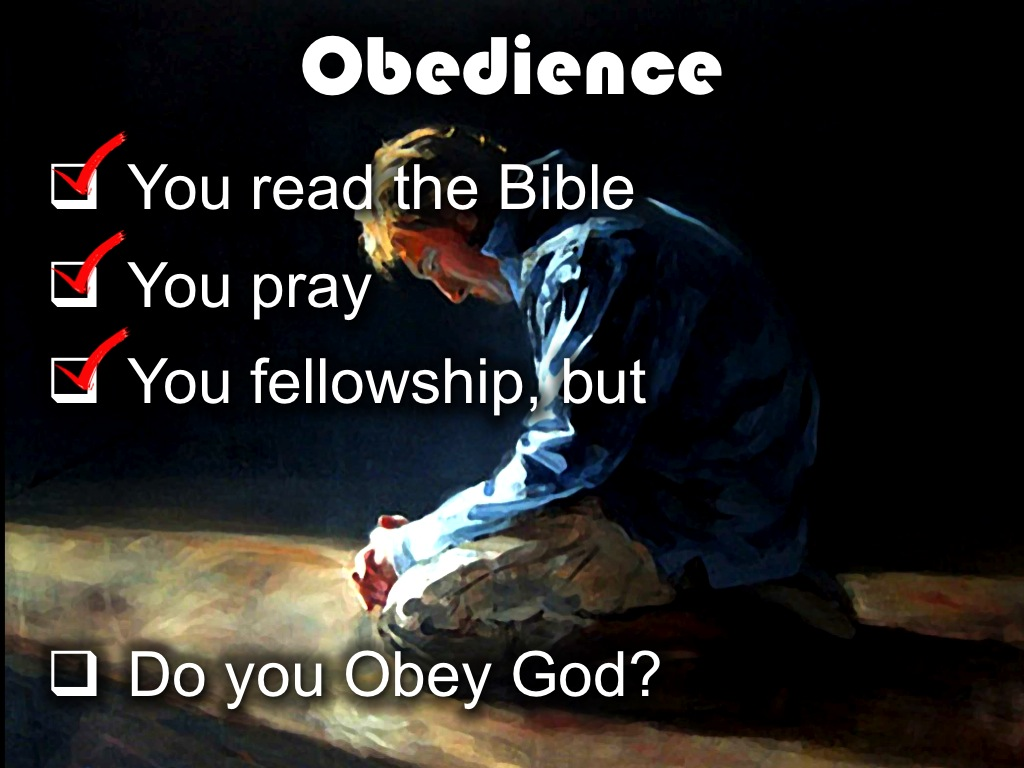 Obedience
You read the Bible
You pray
You fellowship, but
Do you Obey God?